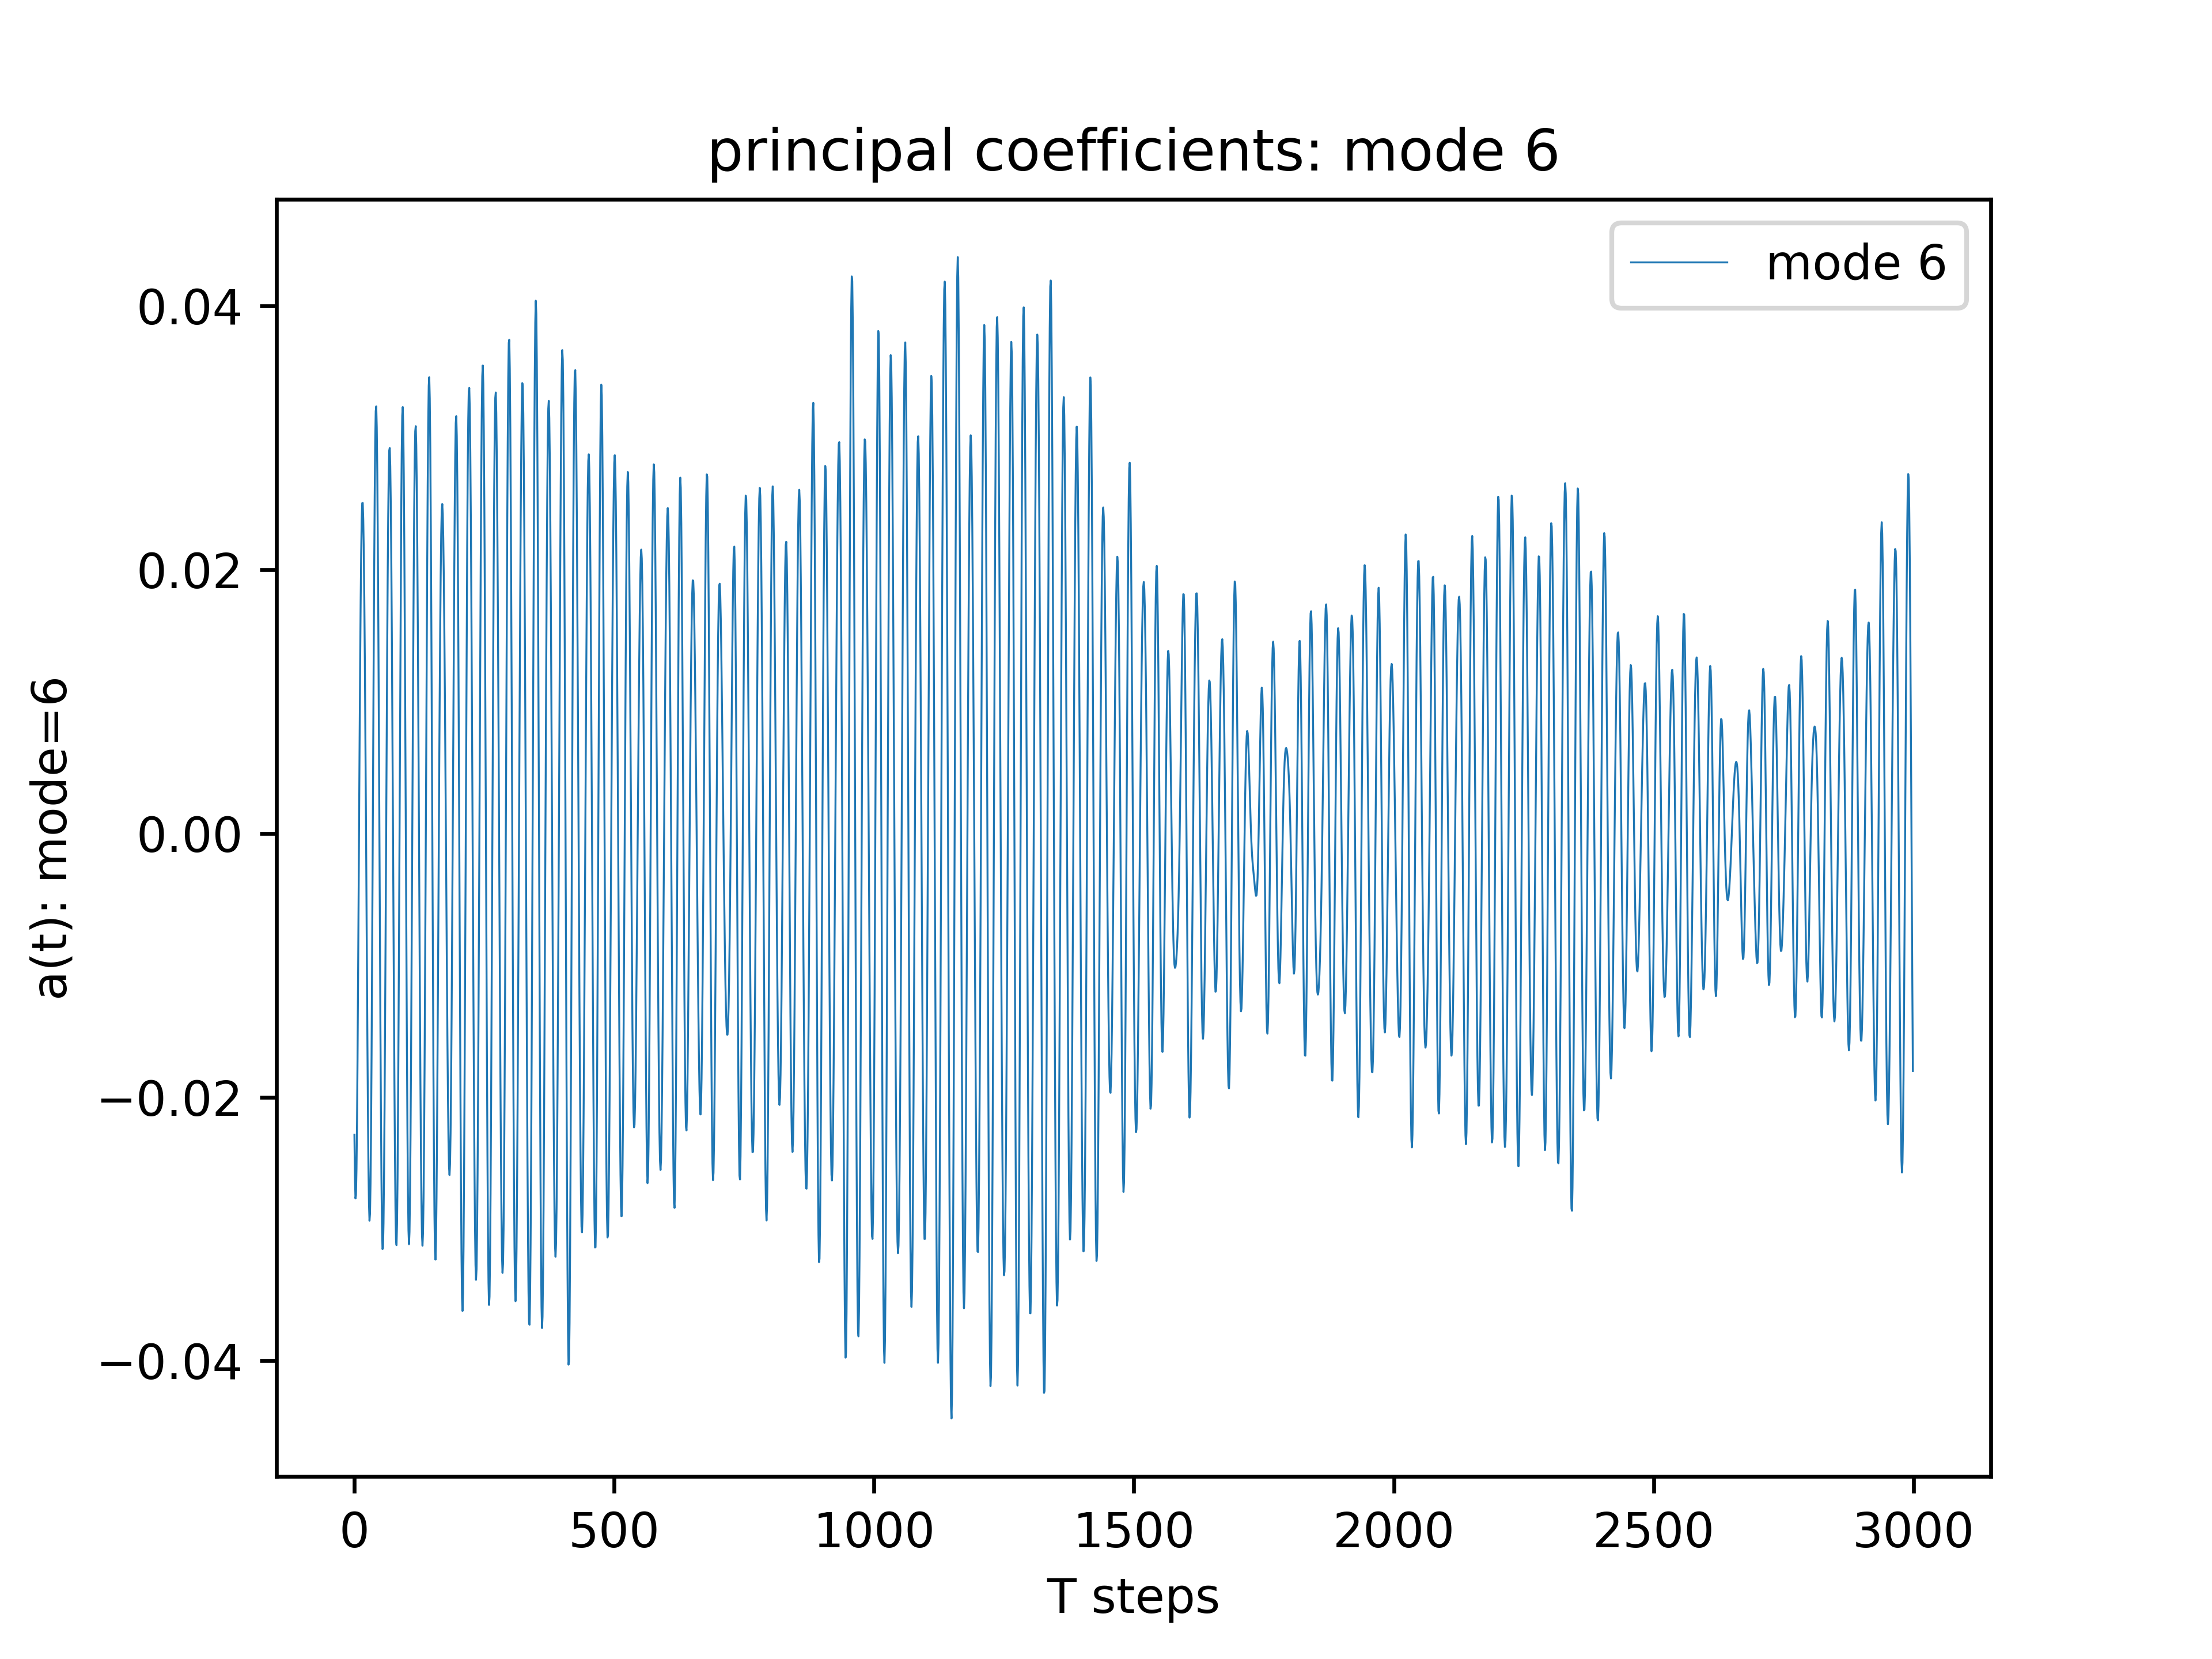 principal coefficients: mode 6
mode 6
0.04
0.02
0.00
−0.02
−0.04
a(t): mode=6
0 500 1000 1500 2000 2500 3000
T steps